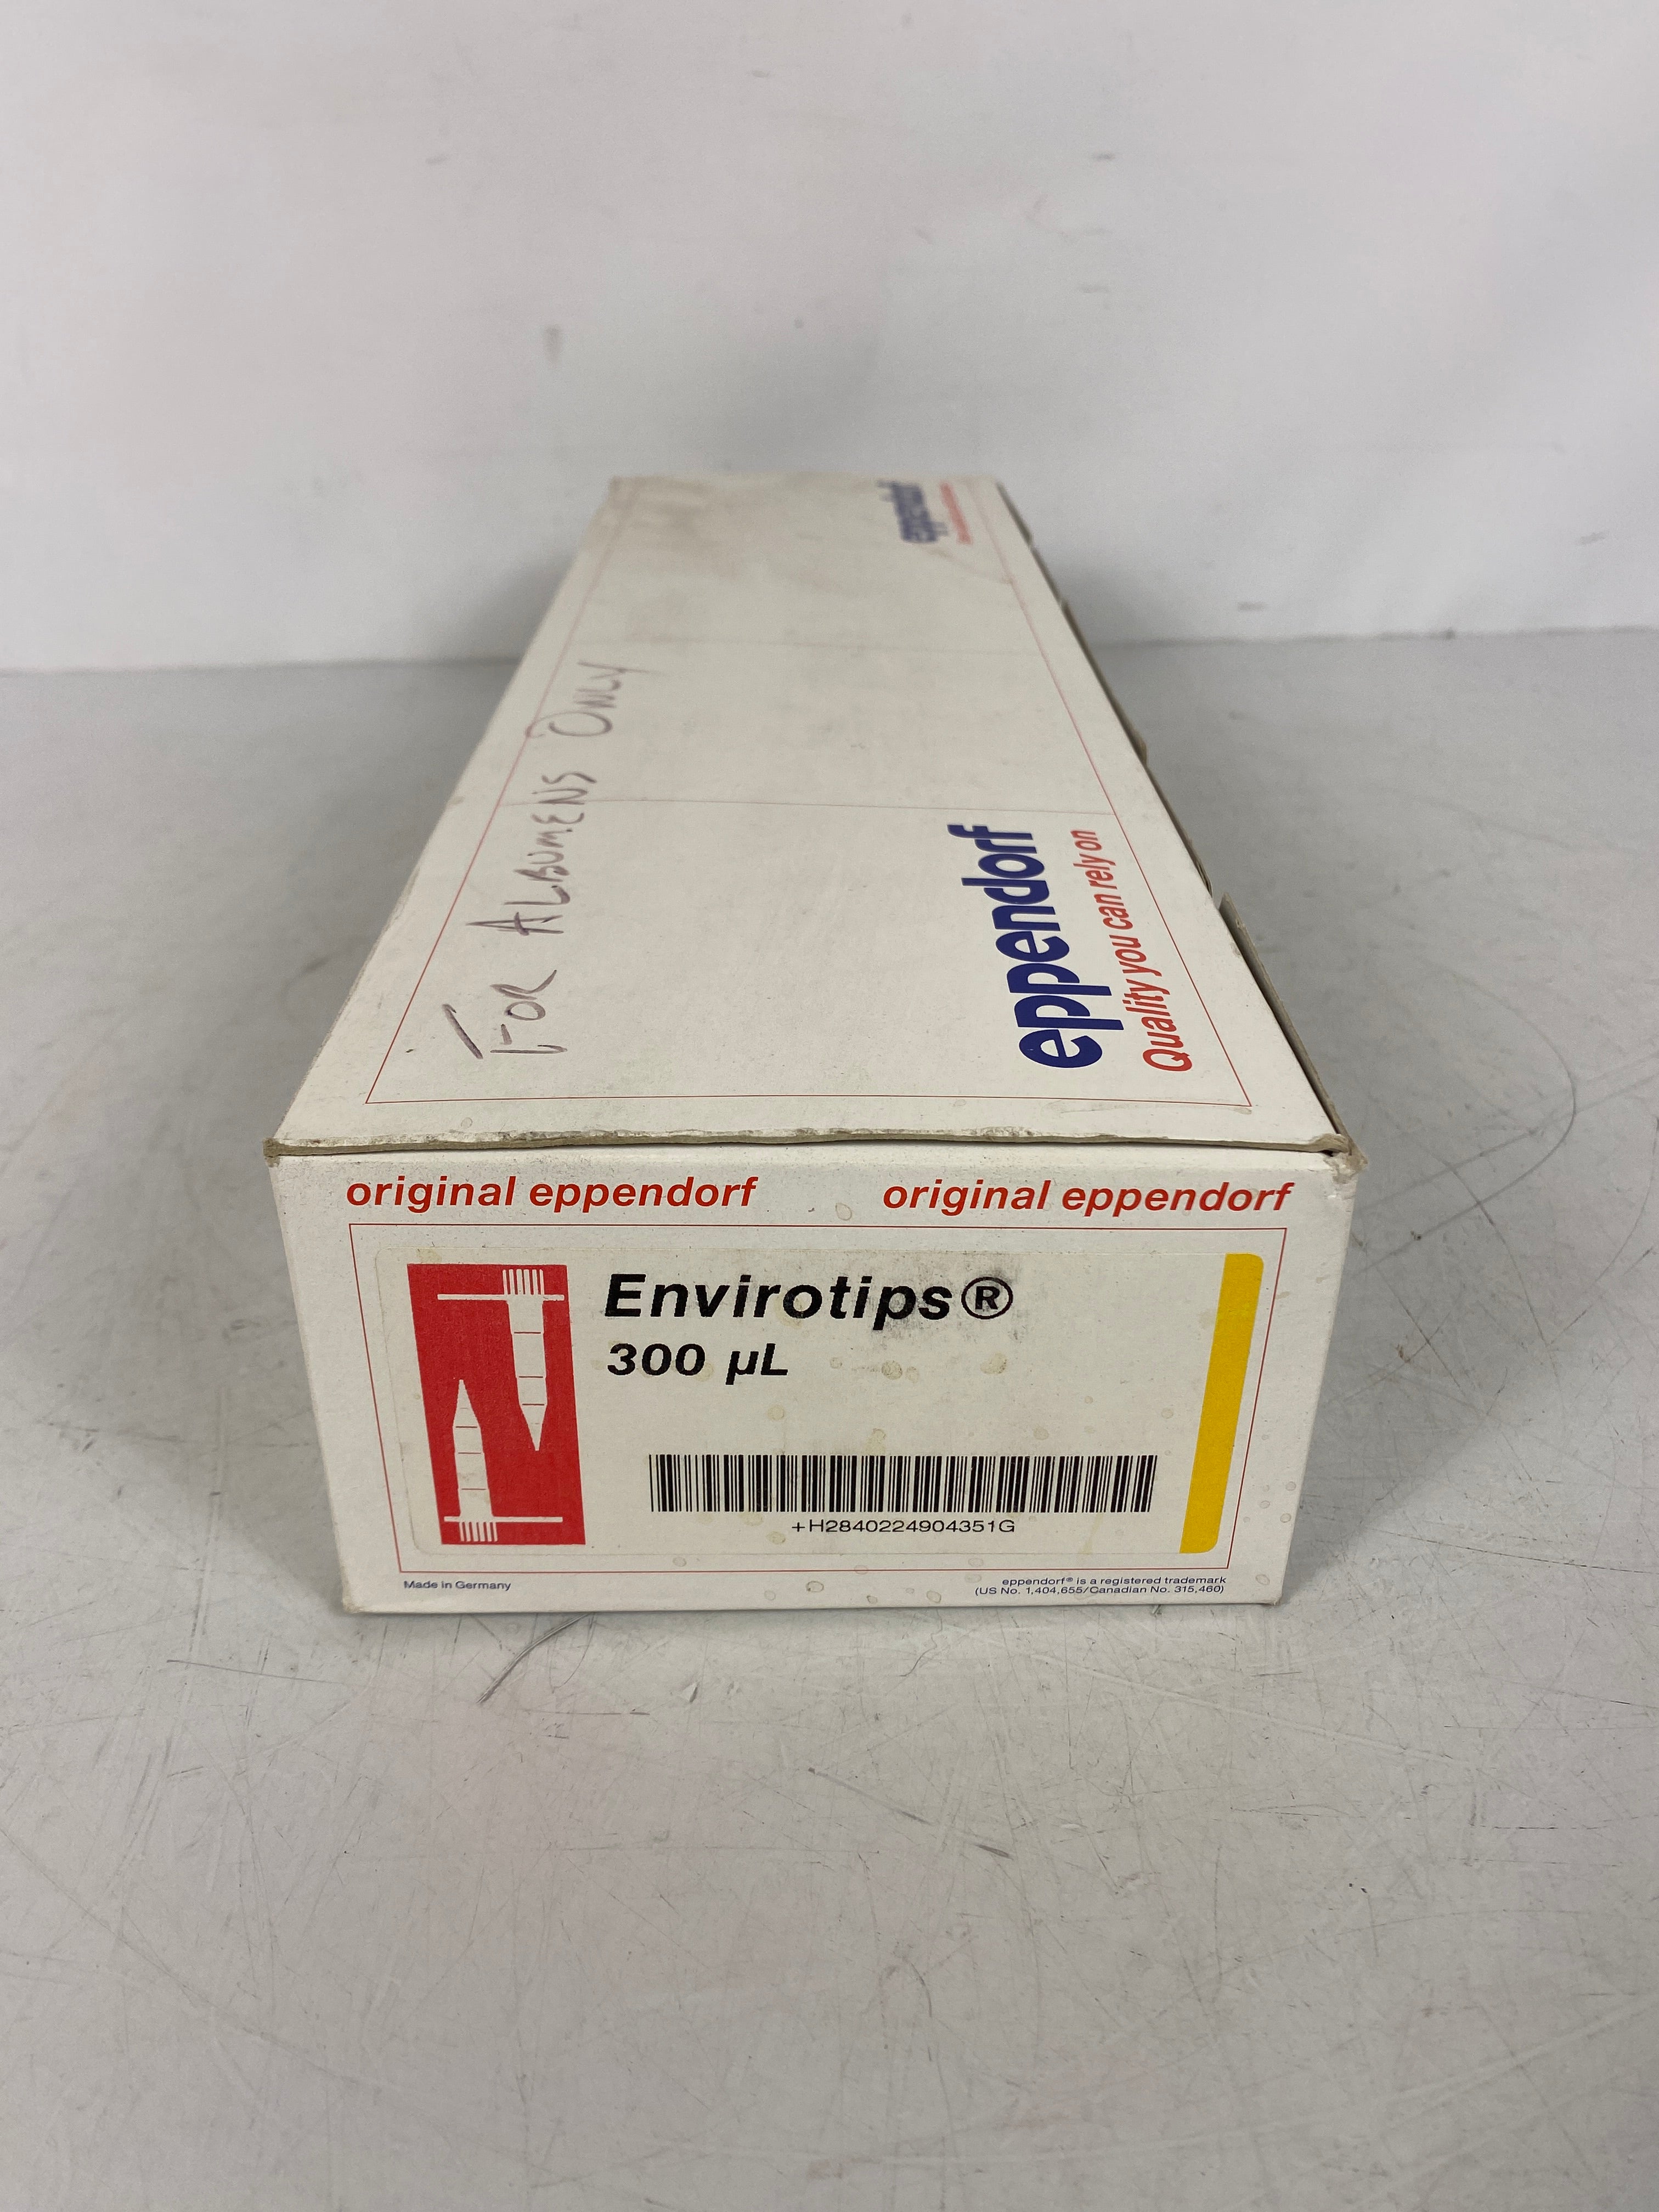 eppendorf
FOR ALBUMENS ONLY
eppendorf
Quality you can rely on
original eppendorf original eppendorf
Envirotips®
300 µL
+H2840224904351G
Made in Germany
eppendorf® is a registered trademark
(US No. 1,404,655/Canadian No. 315,460)